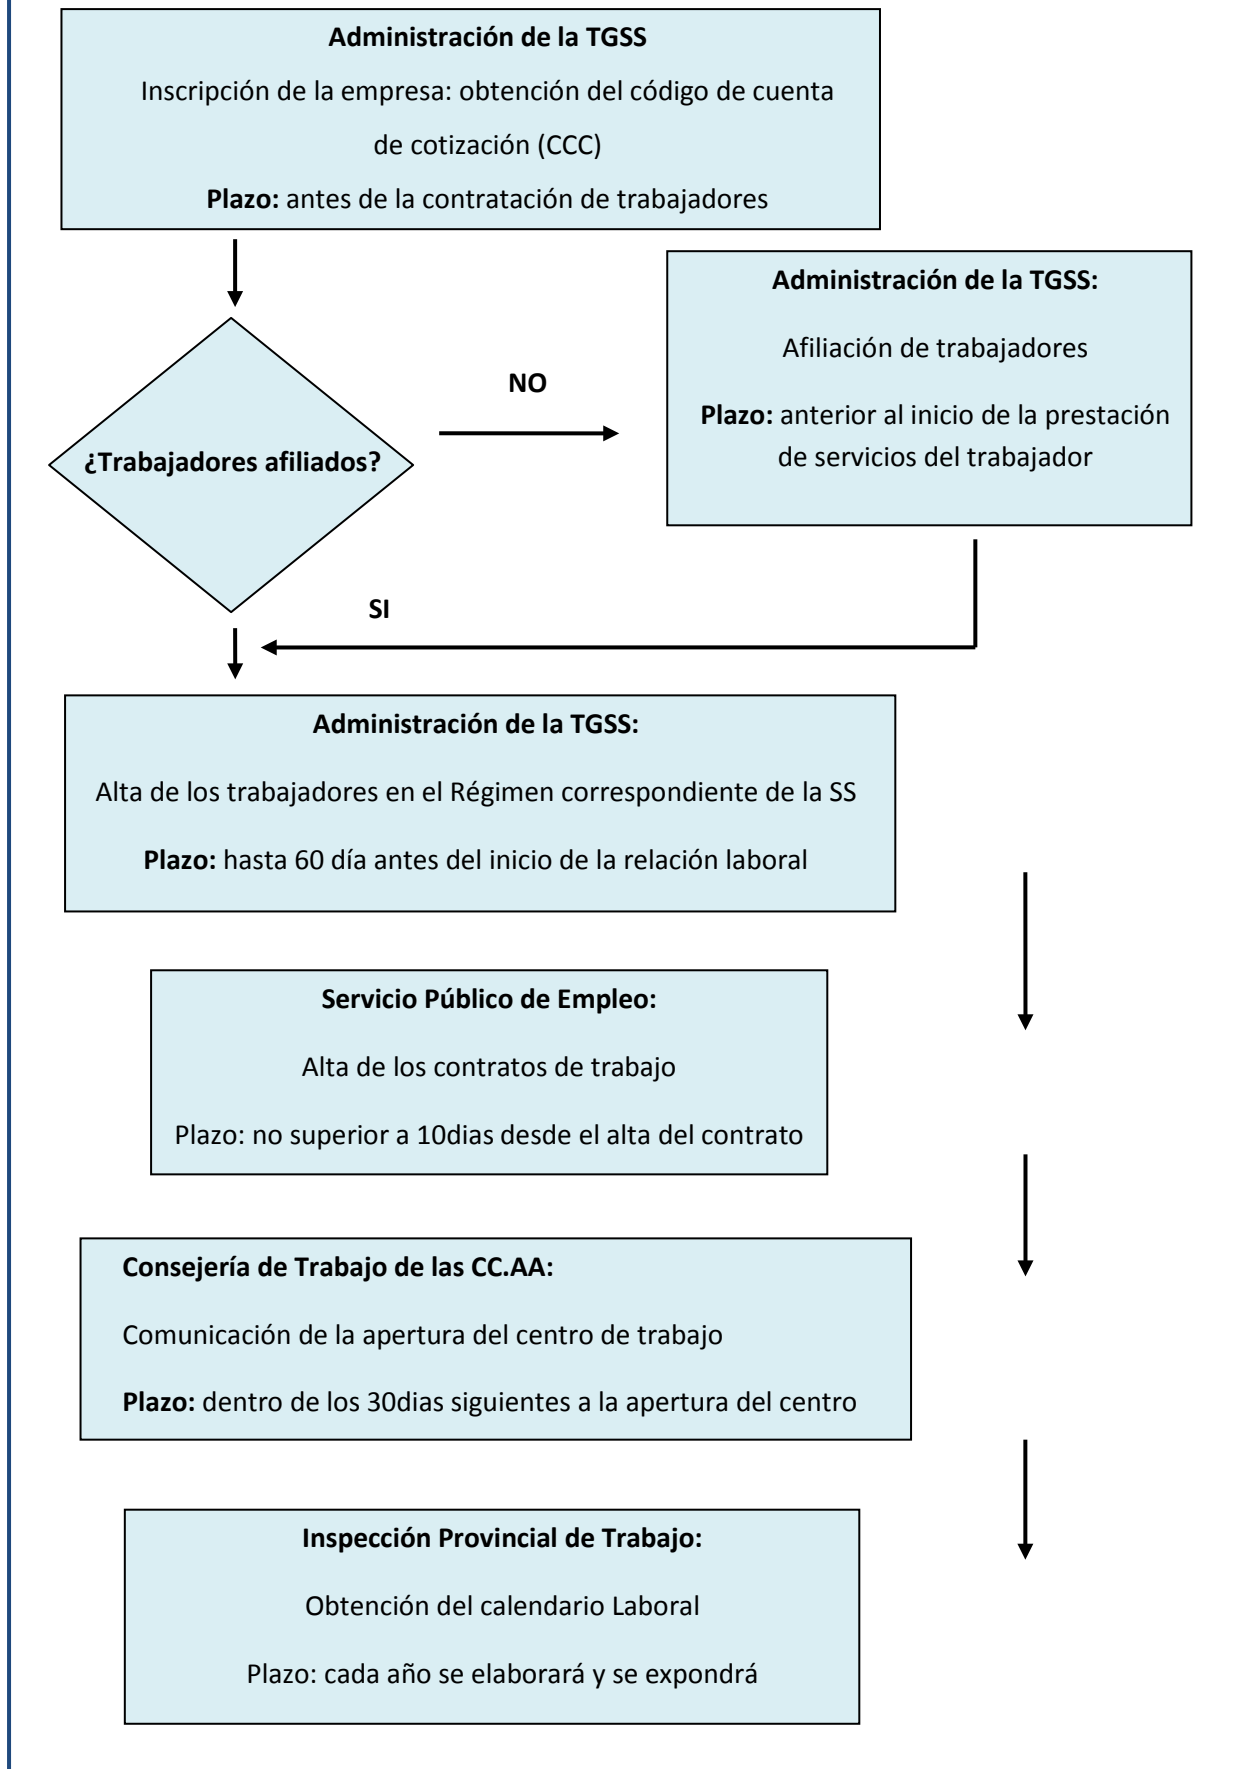 Administración de la TGSS
Inscripción de la empresa: obtención del código de cuenta
de cotización (CCC)
Plazo: antes de la contratación de trabajadores
Administración de la TGSS:
Afiliación de trabajadores
Plazo: anterior al inicio de la prestación
de servicios del trabajador
NO
¿Trabajadores afiliados?
SI
Administración de la TGSS:
Alta de los trabajadores en el Régimen correspondiente de la SS
Plazo: hasta 60 día antes del inicio de la relación laboral
Servicio Público de Empleo:
Alta de los contratos de trabajo
Plazo: no superior a 10dias desde el alta del contrato
Consejería de Trabajo de las CC.AA:
Comunicación de la apertura del centro de trabajo
Plazo: dentro de los 30dias siguientes a la apertura del centro
Inspección Provincial de Trabajo:
Obtención del calendario Laboral
Plazo: cada año se elaborará y se expondrá